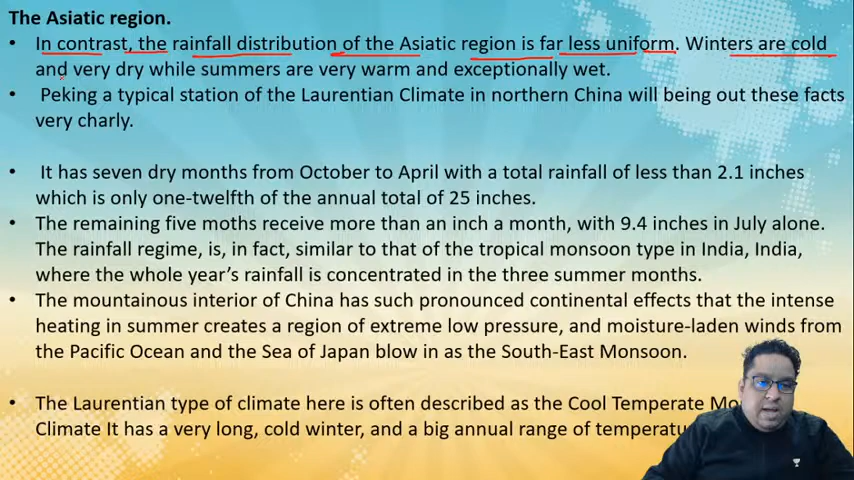 The Asiatic region.
• In contrast, the rainfall distribution of the Asiatic region is far less uniform. Winters are cold
and very dry while summers are very warm and exceptionally wet.
• Peking a typical station of the Laurentian Climate in northern China will being out these facts
very charly.
• It has seven dry months from October to April with a total rainfall of less than 2.1 inches
which is only one-twelfth of the annual total of 25 inches.
• The remaining five moths receive more than an inch a month, with 9.4 inches in July alone.
The rainfall regime, is, in fact, similar to that of the tropical monsoon type in India, India,
where the whole year's rainfall is concentrated in the three summer months.
• The mountainous interior of China has such pronounced continental effects that the intense
heating in summer creates a region of extreme low pressure, and moisture-laden winds from
the Pacific Ocean and the Sea of Japan blow in as the South-East Monsoon.
• The Laurentian type of climate here is often described as the Cool Temperate
Climate It has a very long, cold winter, and a big annual range of